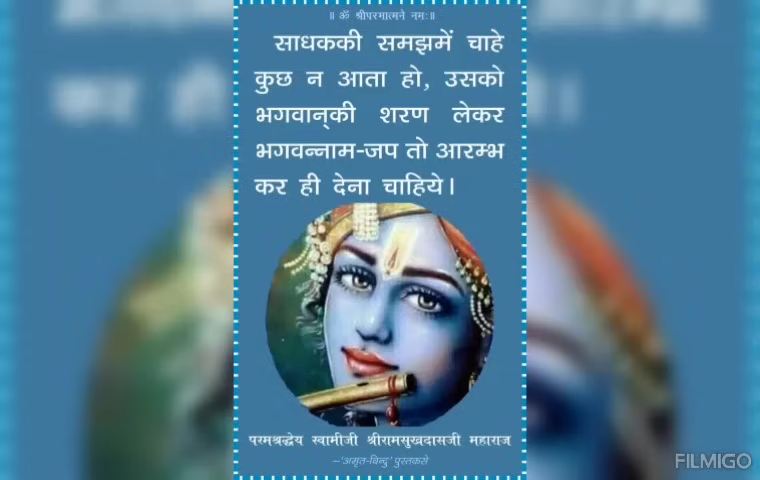 ॥ ॐ श्रीपरमात्मने नमः॥
साधककी समझमें चाहे
कुछ न आता हो, उसको
भगवान्‌की शरण लेकर
भगवन्नाम-जप तो आरम्भ
कर ही देना चाहिये।
परमश्रद्धेय स्वामीजी श्रीरामसुखदासजी महाराज
–'अमृत-बिन्दु' पुस्तकसे
FILMIGO